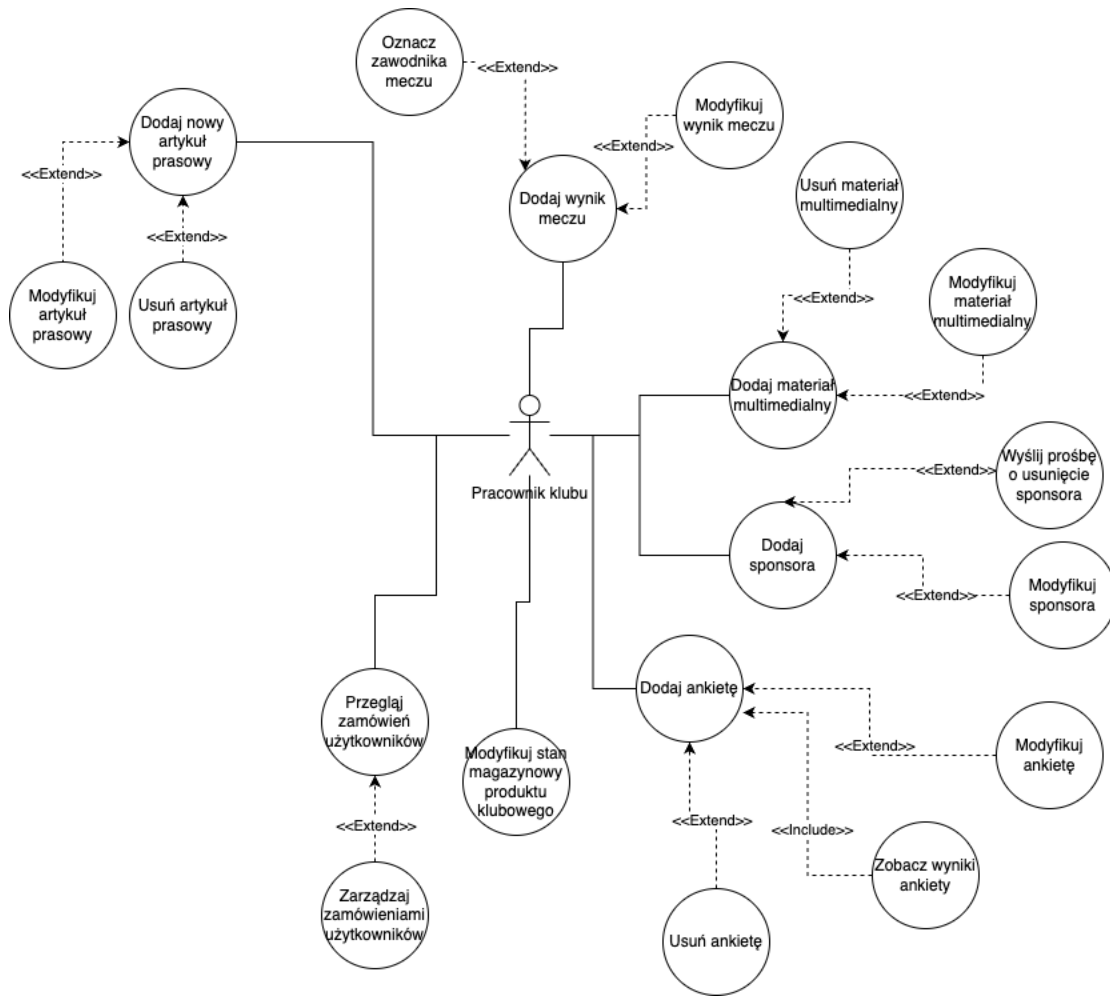 Oznacz
zawodnika
meczu
<<Extend>>
Modyfikuj
wynik meczu
<<Extend>>
Dodaj nowy
artykuł
prasowy
<<Extend>>
<<Extend>>
Modyfikuj
artykuł
prasowy
Usuń artykuł
prasowy
Dodaj wynik
meczu
Usuń materiał
multimedialny
<<Extend>>
Modyfikuj
materiał
multimedialny
<<Extend>>
Dodaj materiał
multimedialny
Pracownik klubu
Wyślij prośbę
o usunięcie
sponsora
<<Extend>>
Dodaj
sponsora
<<Extend>>
Modyfikuj
sponsora
Dodaj ankietę
<<Extend>>
Modyfikuj
ankietę
<<Extend>>
<<Include>>
Zobacz wyniki
ankiety
Usuń ankietę
Przegląj
zamówień
użytkowników
<<Extend>>
Zarządzaj
zamówieniami
użytkowników
Modyfikuj stan
magazynowy
produktu
klubowego